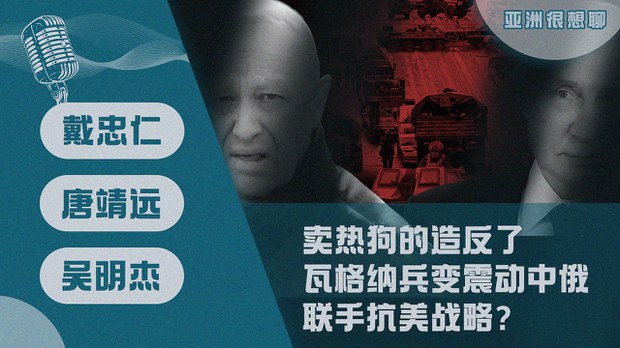 亚洲很想聊
戴忠仁
唐靖远
吴明杰
卖热狗的造反了
瓦格纳兵变震动中俄
联手抗美战略？